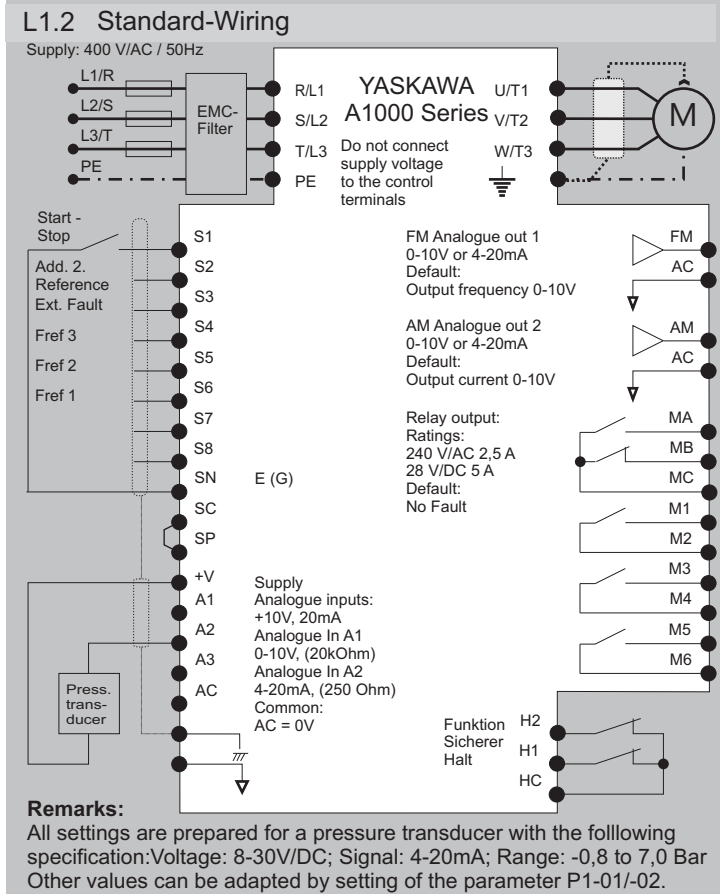 L1.2 Standard-Wiring
Supply: 400 V/AC / 50Hz
L1/R
L2/S
L3/T
PE
EMC-
Filter
R/L1
S/L2
T/L3
PE
YASKAWA
A1000 Series
Do not connect
supply voltage
to the control
terminals
U/T1
V/T2
W/T3
M
Start -
Stop
Add. 2.
Reference
Ext. Fault
Fref 3
Fref 2
Fref 1
S1
S2
S3
S4
S5
S6
S7
S8
SN
E (G)
SC
SP
+V
A1
A2
A3
AC
Press.
trans-
ducer
Supply
Analogue inputs:
+10V, 20mA
Analogue In A1
0-10V, (20kOhm)
Analogue In A2
4-20mA, (250 Ohm)
Common:
AC = 0V
FM Analogue out 1
0-10V or 4-20mA
Default:
Output frequency 0-10V
AM Analogue out 2
0-10V or 4-20mA
Default:
Output current 0-10V
Relay output:
Ratings:
240 V/AC 2,5 A
28 V/DC 5 A
Default:
No Fault
FM
AC
AM
AC
MA
MB
MC
M1
M2
M3
M4
M5
M6
Funktion
Sicherer
Halt
H2
H1
HC
Remarks:
All settings are prepared for a pressure transducer with the folllowing
specification:Voltage: 8-30V/DC; Signal: 4-20mA; Range: -0,8 to 7,0 Bar
Other values can be adapted by setting of the parameter P1-01/-02.